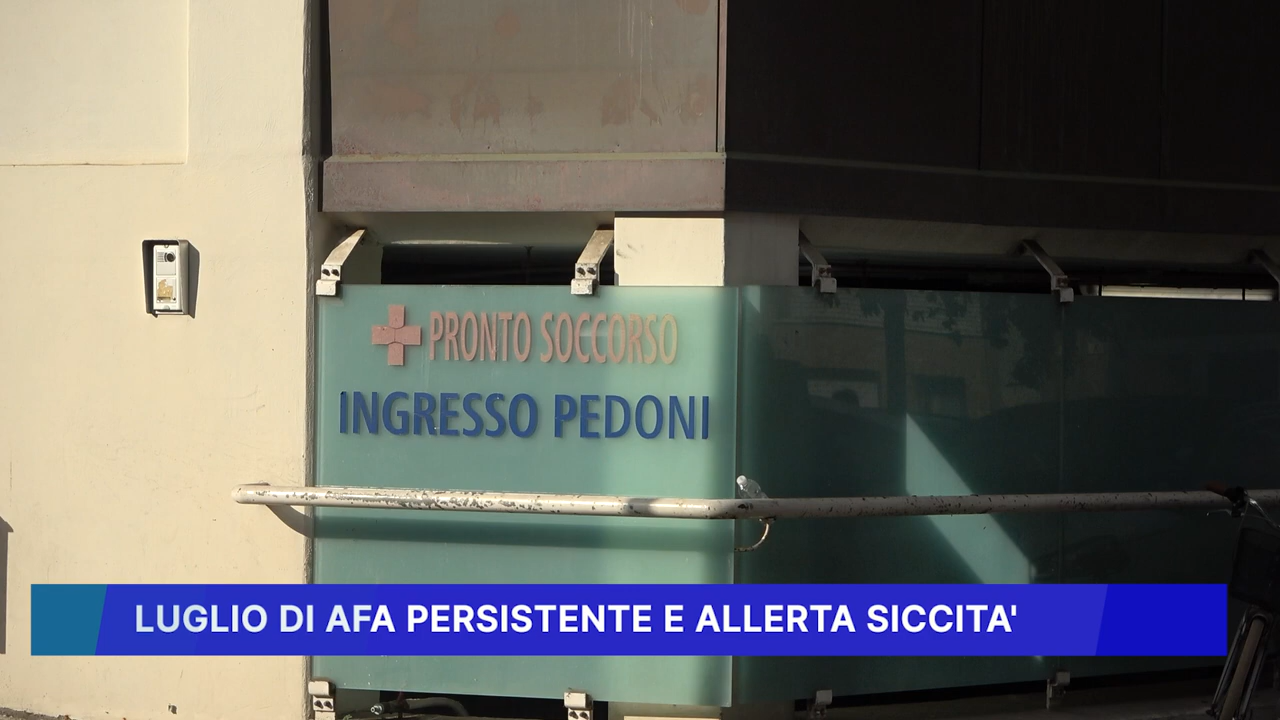 PRONTO SOCCORSO
INGRESSO PEDONI
LUGLIO DI AFA PERSISTENTE E ALLERTA SICCITA'